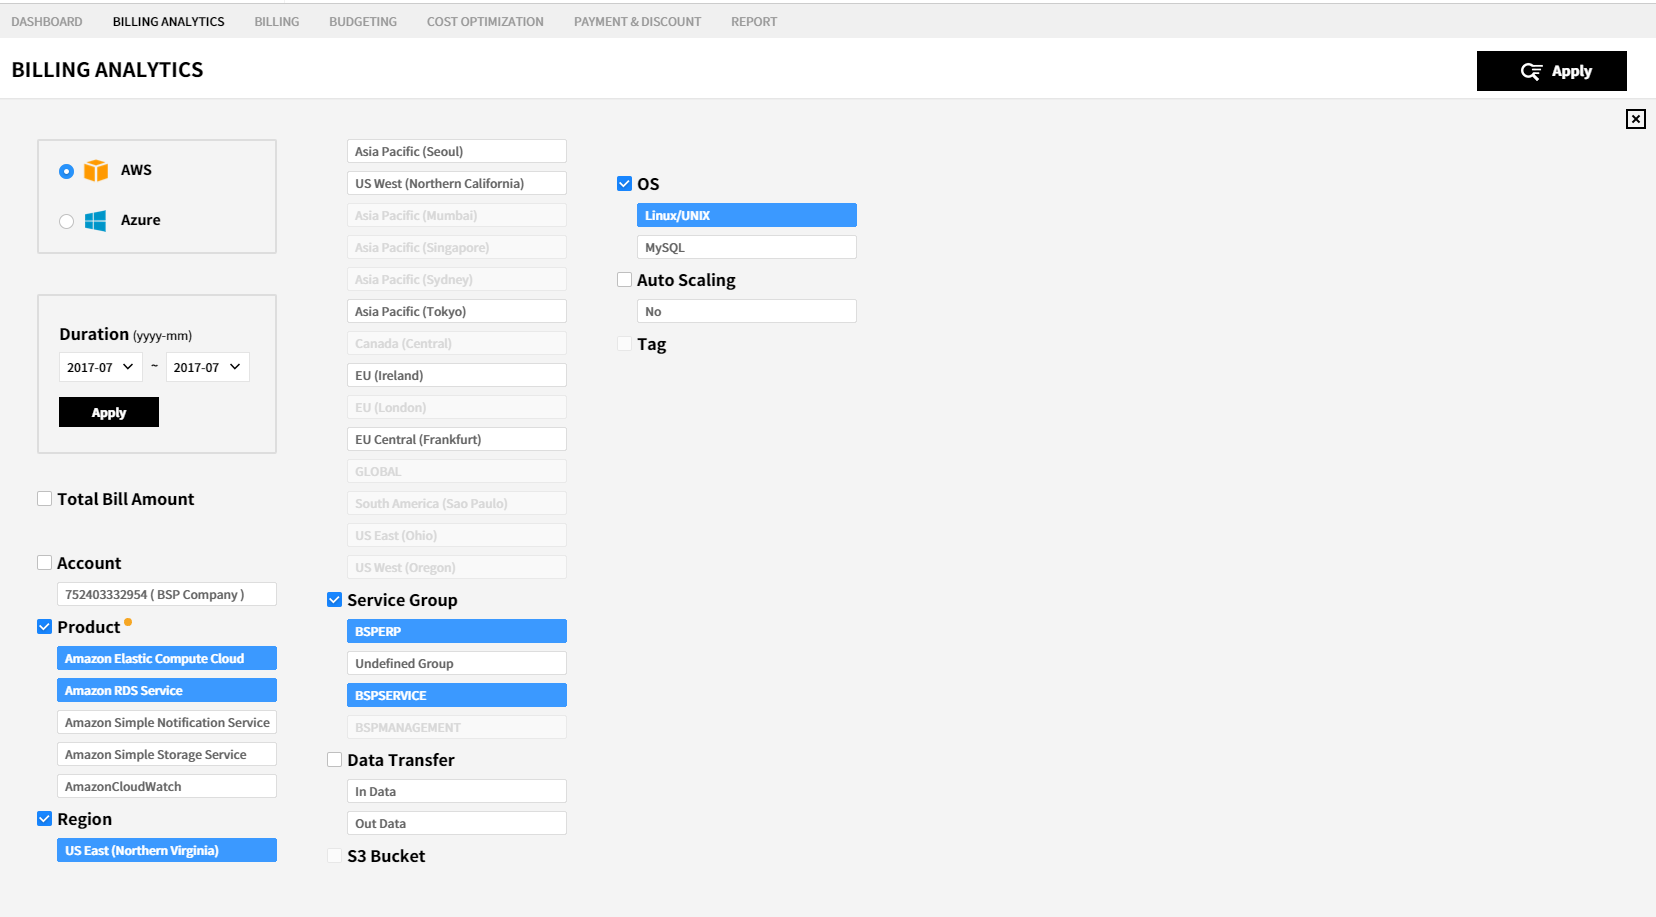 DASHBOARD BILLING ANALYTICS BILLING BUDGETING COST OPTIMIZATION PAYMENT & DISCOUNT REPORT
BILLING ANALYTICS
Apply
AWS
Azure
Duration (yyyy-mm)
2017-07 ~ 2017-07
Apply
Total Bill Amount
Account
752403332954 ( BSP Company )
Product
Amazon Elastic Compute Cloud
Amazon RDS Service
Amazon Simple Notification Service
Amazon Simple Storage Service
AmazonCloudWatch
Region
US East (Northern Virginia)
Asia Pacific (Seoul)
US West (Northern California)
Asia Pacific (Mumbai)
Asia Pacific (Singapore)
Asia Pacific (Sydney)
Asia Pacific (Tokyo)
Canada (Central)
EU (Ireland)
EU (London)
EU Central (Frankfurt)
GLOBAL
South America (Sao Paulo)
US East (Ohio)
US West (Oregon)
Service Group
BSPERP
Undefined Group
BSPSERVICE
BSPMANAGEMENT
Data Transfer
In Data
Out Data
S3 Bucket
OS
Linux/UNIX
MySQL
Auto Scaling
No
Tag